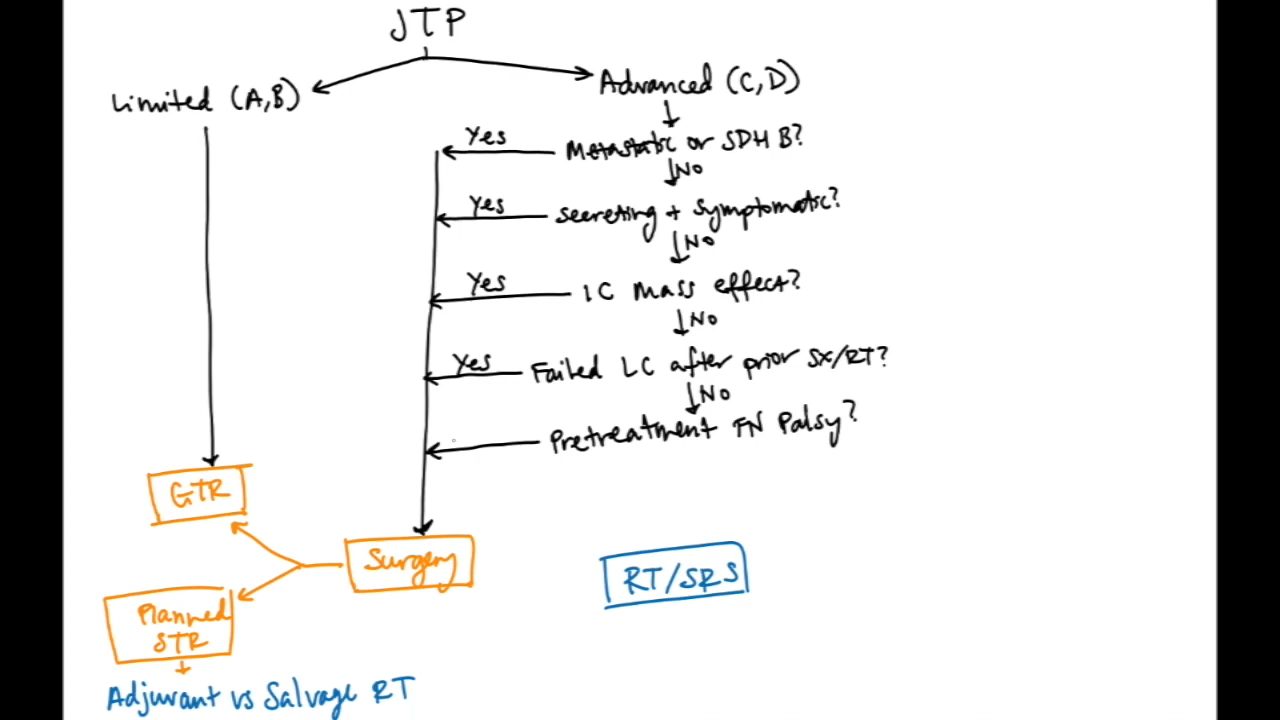 JTP
Limited (A,B)
Advanced (C,D)
Yes
Metastatic or SDH B?
No
Yes
Secreting + Symptomatic?
No
Yes
IC Mass effect?
No
Yes
Failed LC after prior SX/RT?
No
Pretreatment FN Palsy?
GTR
Surgery
RT/SRS
Planned
STR
Adjuvant vs Salvage RT